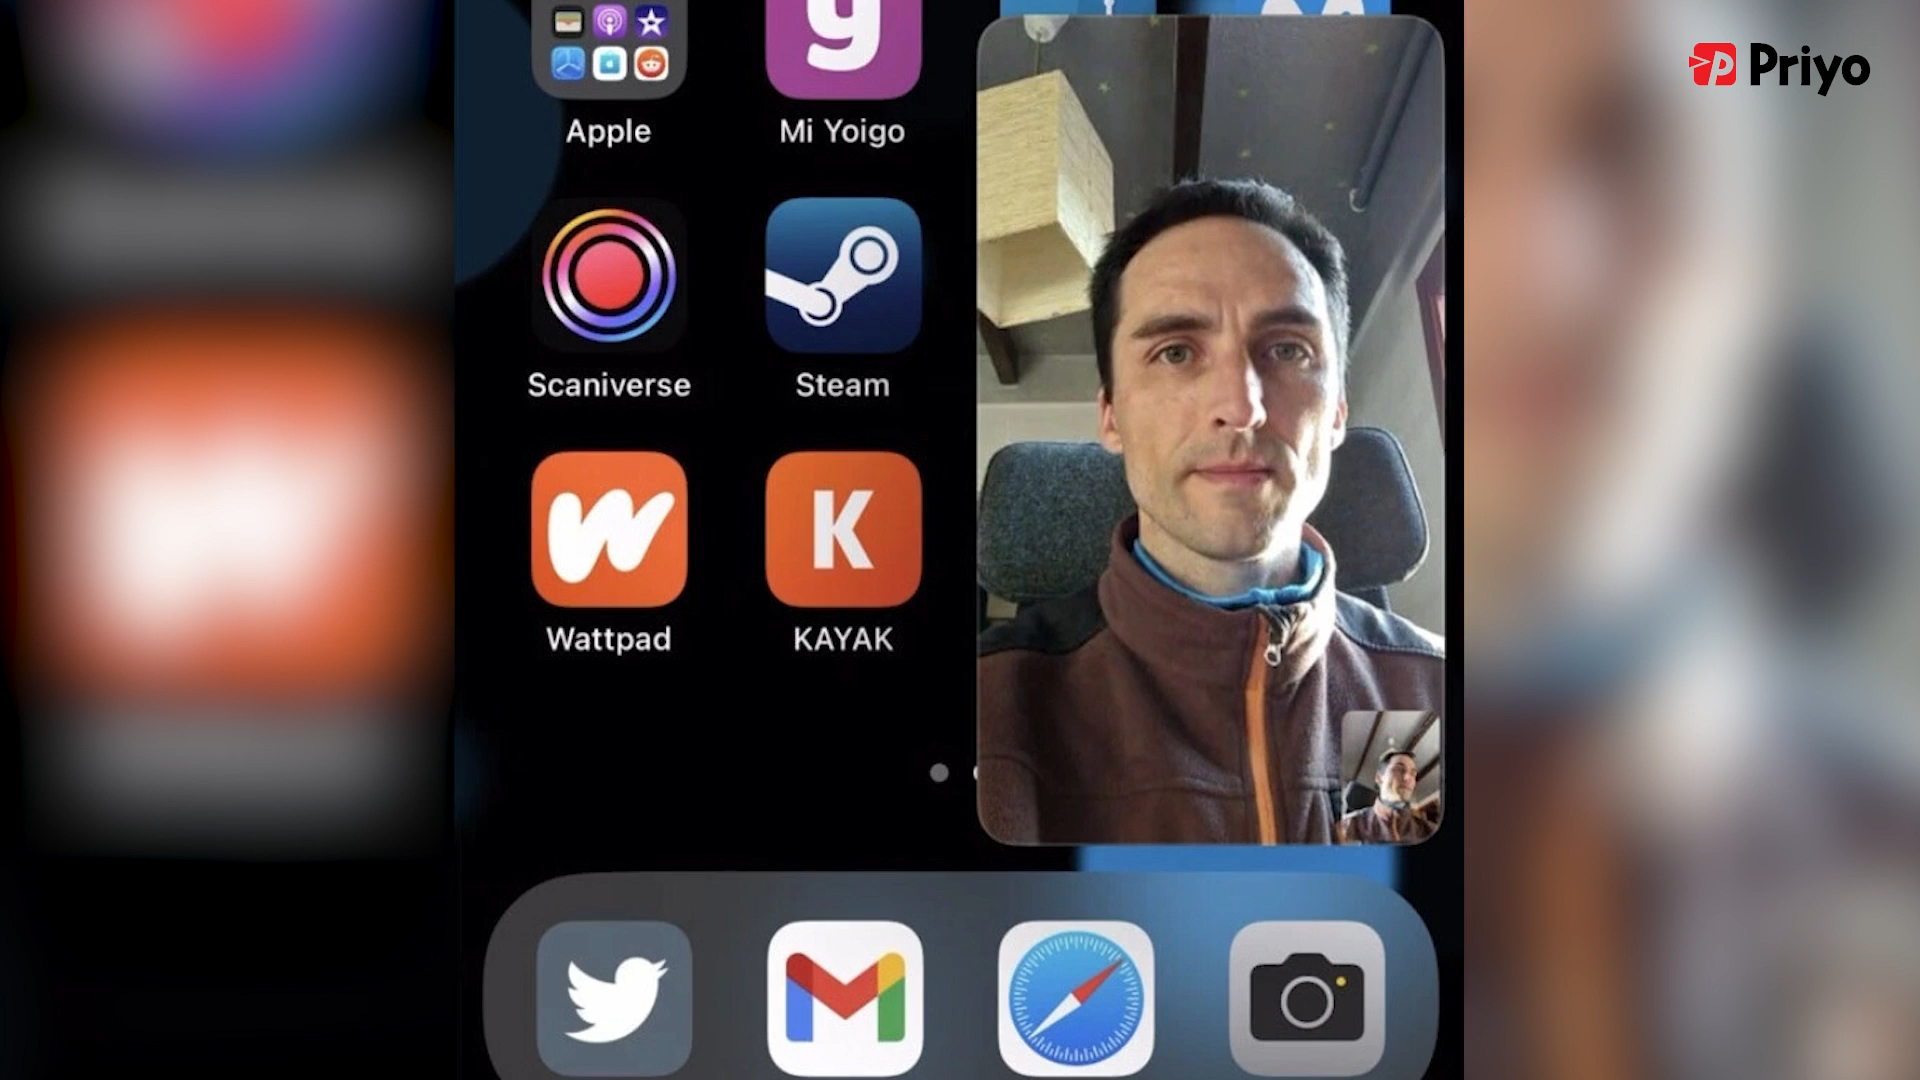 Priyo
Apple
Mi Yoigo
Scaniverse
Steam
Wattpad
KAYAK